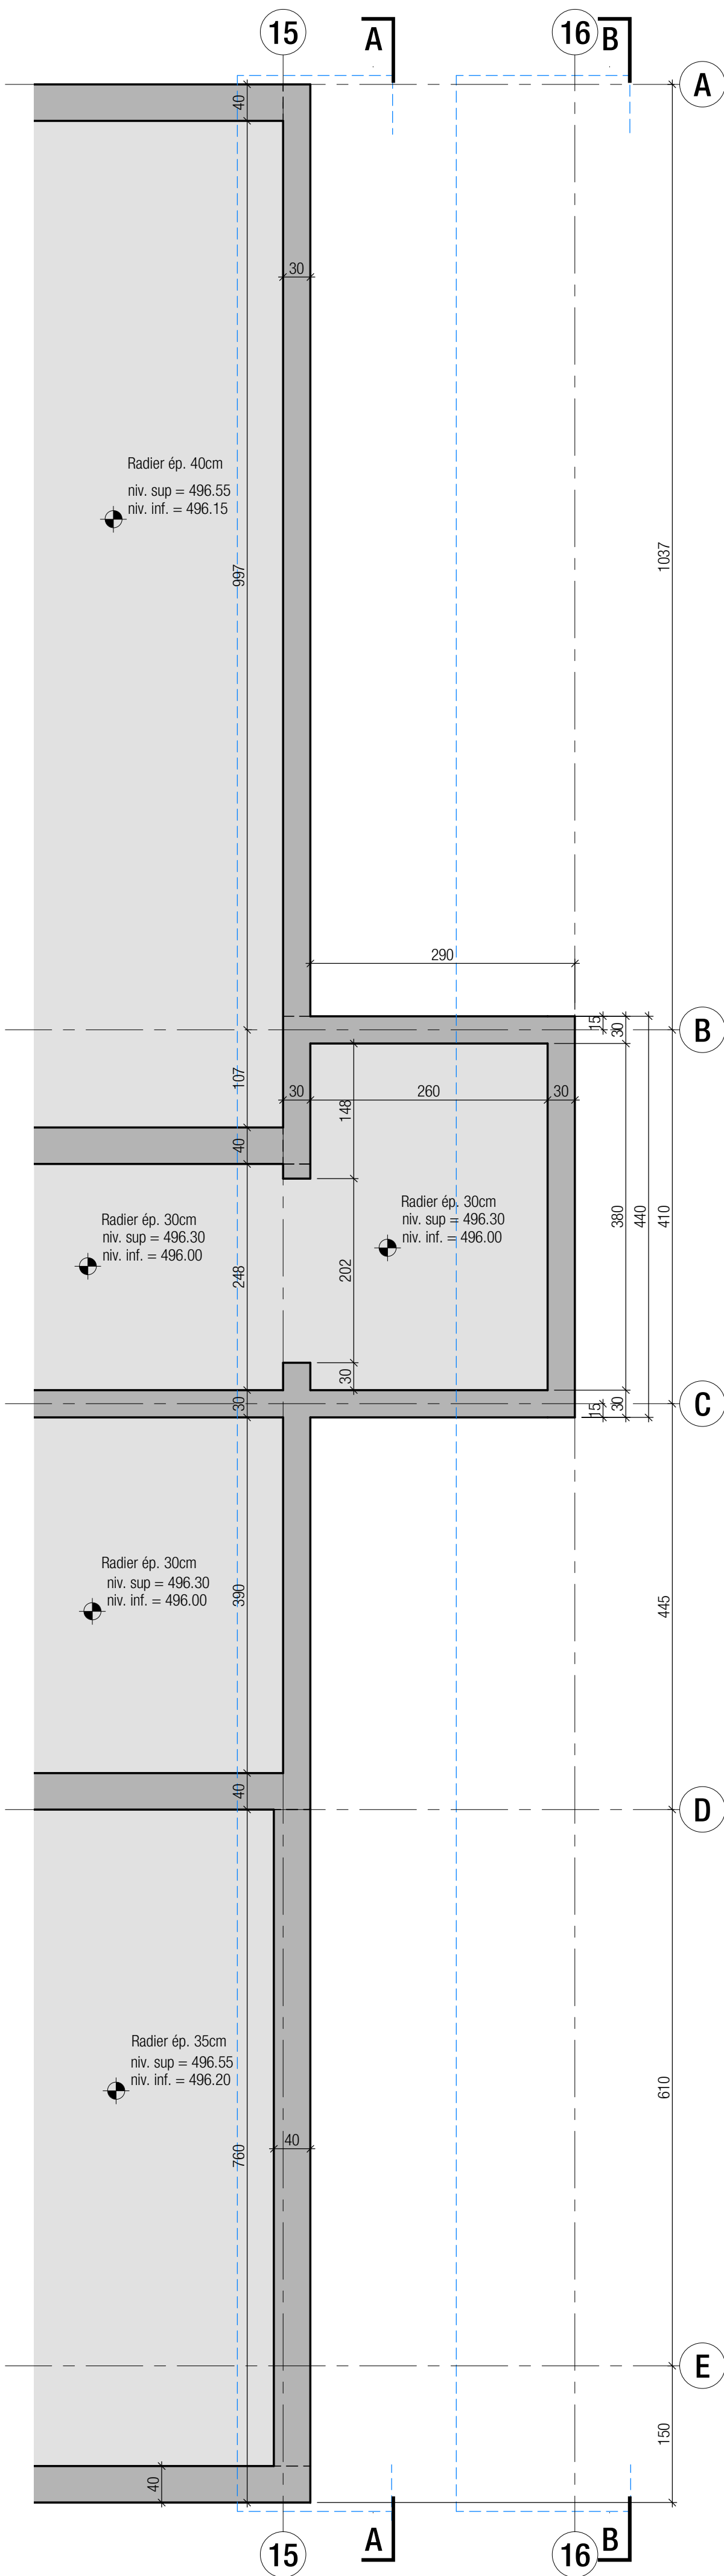 15
A
16
B
A
40
30
Radier ép. 40cm
niv. sup = 496.55
niv. inf. = 496.15
997
1037
290
15
30
B
107
30
260
30
148
40
Radier ép. 30cm
niv. sup = 496.30
niv. inf. = 496.00
Radier ép. 30cm
niv. sup = 496.30
niv. inf. = 496.00
380
440
410
248
202
30
30
15
30
C
Radier ép. 30cm
niv. sup = 496.30
niv. inf. = 496.00
390
445
40
D
Radier ép. 35cm
niv. sup = 496.55
niv. inf. = 496.20
610
40
760
E
150
40
A
B
15
16